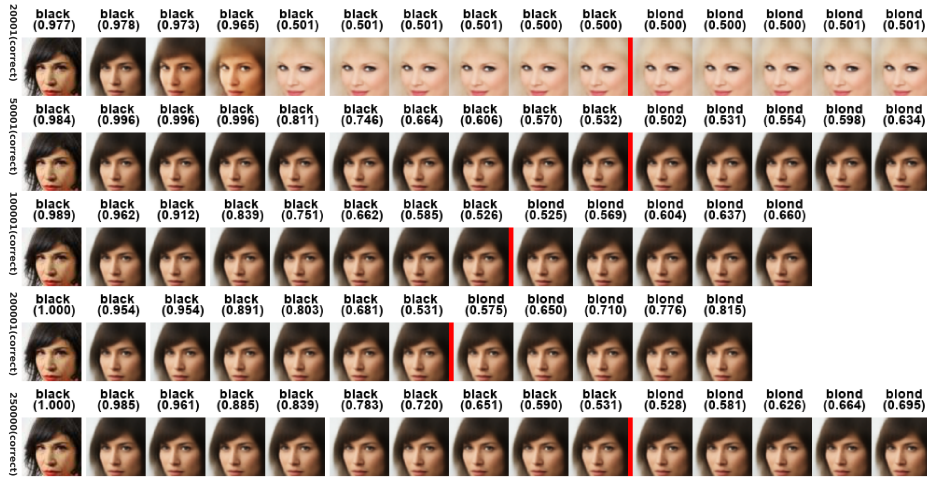 20001(correct)
black black black black black black black black black black blond blond blond blond blond
(0.977) (0.978) (0.973) (0.965) (0.501) (0.501) (0.501) (0.501) (0.500) (0.500) (0.500) (0.500) (0.500) (0.501) (0.501)
50001(correct)
black black black black black black black black black black blond blond blond blond blond
(0.984) (0.996) (0.996) (0.996) (0.811) (0.746) (0.664) (0.606) (0.570) (0.532) (0.502) (0.531) (0.554) (0.598) (0.634)
100001(correct)
black black black black black black black black blond blond blond blond blond
(0.989) (0.962) (0.912) (0.839) (0.751) (0.662) (0.585) (0.526) (0.525) (0.569) (0.604) (0.637) (0.660)
200001(correct)
black black black black black black black blond blond blond blond blond
(1.000) (0.954) (0.954) (0.891) (0.803) (0.681) (0.531) (0.575) (0.650) (0.710) (0.776) (0.815)
250000(correct)
black black black black black black black black black black blond blond blond blond blond
(1.000) (0.985) (0.961) (0.885) (0.839) (0.783) (0.720) (0.651) (0.590) (0.531) (0.528) (0.581) (0.626) (0.664) (0.695)